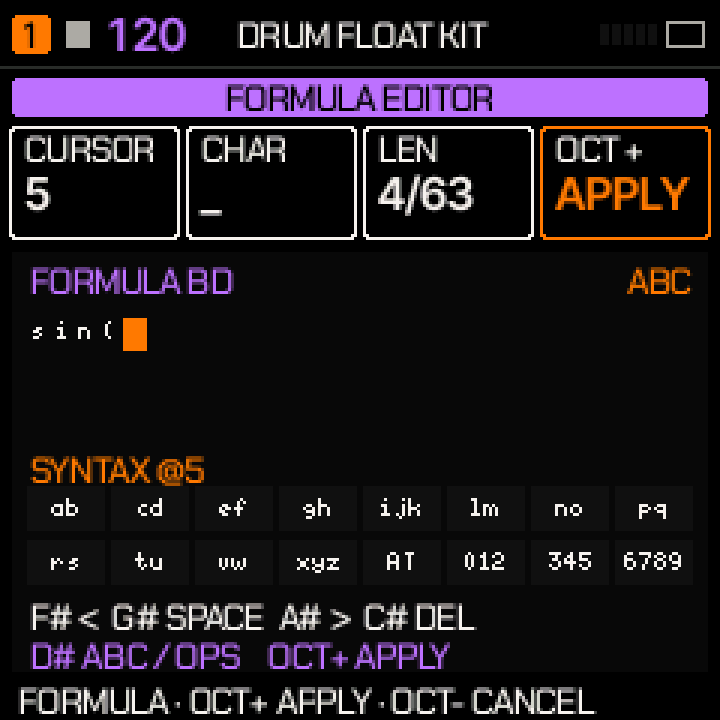 1 120 DRUM FLOAT KIT
FORMULA EDITOR
CURSOR CHAR LEN OCT +
5 _ 4/63 APPLY
FORMULA BD ABC
sin(
SYNTAX @5
ab cd ef gh ijk lm no pq
rs tu vw xyz AT 012 345 6789
F# < G# SPACE A# > C# DEL
D# ABC / OPS OCT+ APPLY
FORMULA · OCT+ APPLY · OCT- CANCEL